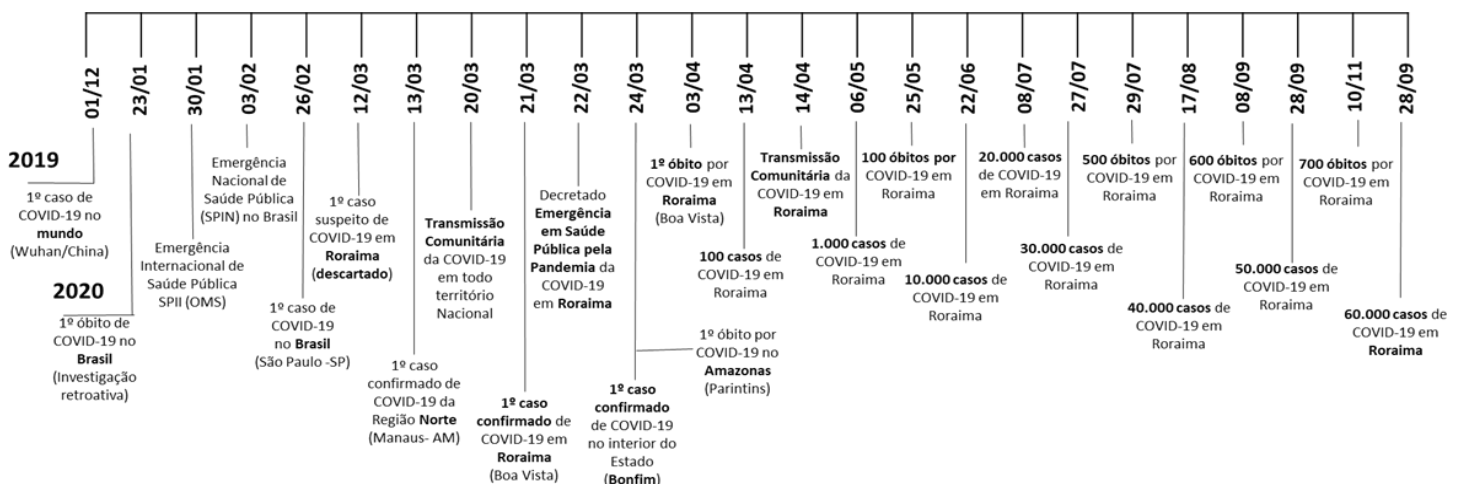 01/12
23/01
30/01
03/02
26/02
12/03
13/03
20/03
21/03
22/03
24/03
03/04
13/04
14/04
06/05
25/05
22/06
08/07
27/07
29/07
17/08
08/09
28/09
10/11
28/09
2019
1º caso de
COVID-19 no
mundo
(Wuhan/China)
2020
1º óbito de
COVID-19 no
Brasil
(Investigação
retroativa)
Emergência
Internacional de
Saúde Pública
SPII (OMS)
Emergência
Nacional de
Saúde Pública
(SPIN) no Brasil
1º caso de
COVID-19
no Brasil
(São Paulo -SP)
1º caso
suspeito de
COVID-19 em
Roraima
(descartado)
1º caso
confirmado de
COVID-19 da
Região Norte
(Manaus- AM)
Transmissão
Comunitária
da COVID-19
em todo
território
Nacional
1º caso
confirmado de
COVID-19 em
Roraima
(Boa Vista)
Decretado
Emergência
em Saúde
Pública pela
Pandemia da
COVID-19
em Roraima
1º caso
confirmado
de COVID-19
no interior do
Estado
(Bonfim)
1º óbito por
COVID-19 no
Amazonas
(Parintins)
1º óbito por
COVID-19 em
Roraima
(Boa Vista)
100 casos de
COVID-19 em
Roraima
Transmissão
Comunitária da
COVID-19 em
Roraima
1.000 casos de
COVID-19 em
Roraima
100 óbitos por
COVID-19 em
Roraima
10.000 casos de
COVID-19 em
Roraima
20.000 casos
de COVID-19
em Roraima
30.000 casos de
COVID-19 em
Roraima
500 óbitos por
COVID-19 em
Roraima
40.000 casos de
COVID-19 em
Roraima
600 óbitos por
COVID-19 em
Roraima
50.000 casos de
COVID-19 em
Roraima
700 óbitos por
COVID-19 em
Roraima
60.000 casos de
COVID-19 em
Roraima